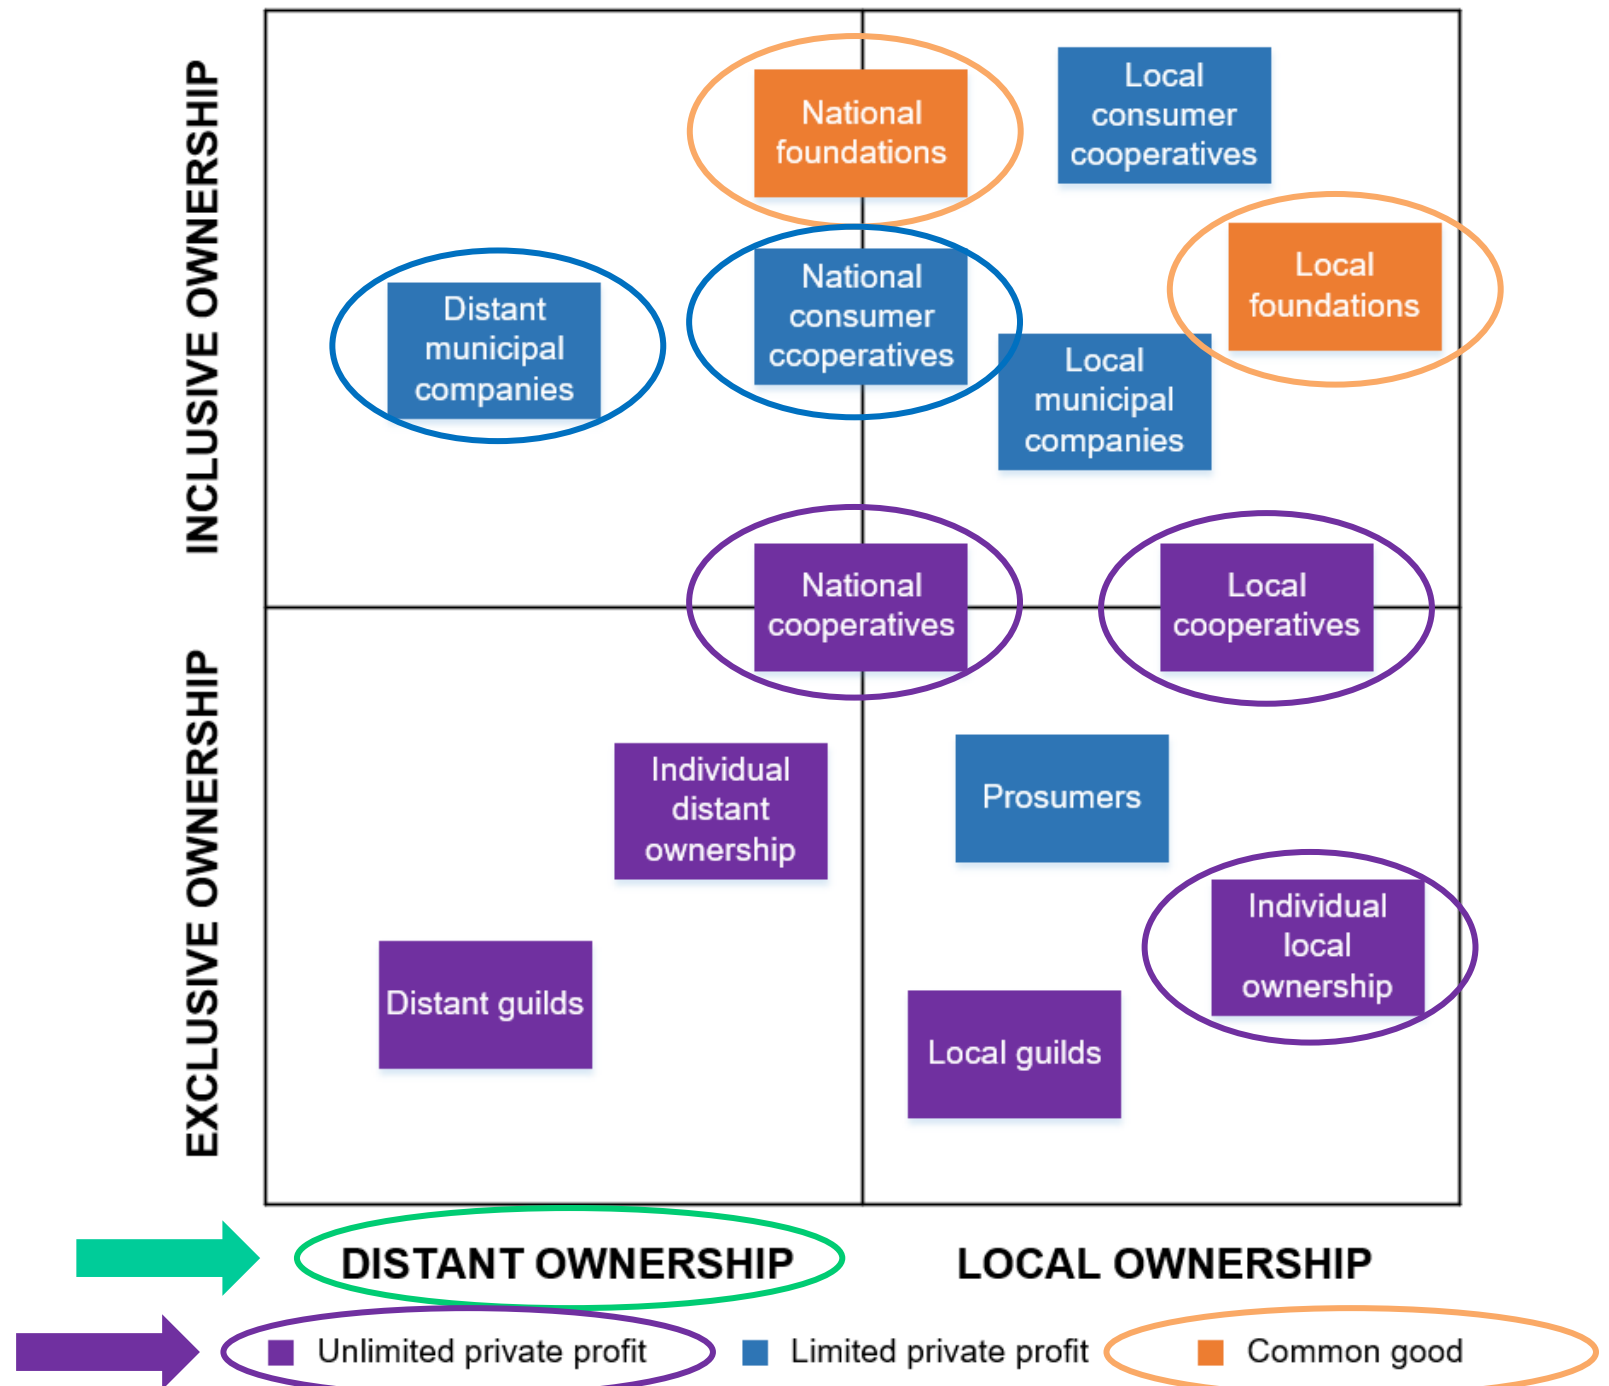 INCLUSIVE OWNERSHIP
National
foundations
Local
consumer
cooperatives
Local
foundations
Distant
municipal
companies
National
consumer
ccoperatives
Local
municipal
companies
National
cooperatives
Local
cooperatives
EXCLUSIVE OWNERSHIP
Individual
distant
ownership
Prosumers
Individual
local
ownership
Distant guilds
Local guilds
DISTANT OWNERSHIP
LOCAL OWNERSHIP
Unlimited private profit
Limited private profit
Common good